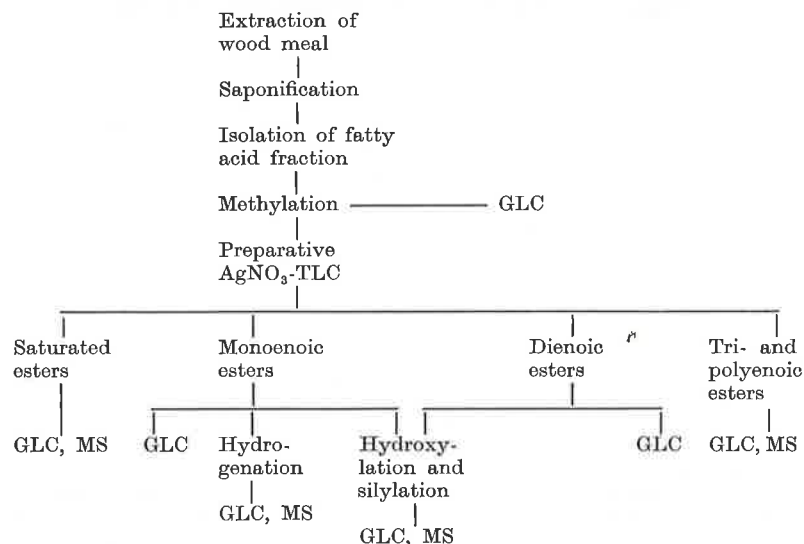 Extraction of
wood meal
Saponification
Isolation of fatty
acid fraction
Methylation GLC
Preparative
AgNO₃-TLC
Saturated
esters
Monoenoic
esters
Dienoic
esters
Tri- and
polyenoic
esters
GLC, MS
GLC
Hydro-
genation
GLC, MS
Hydroxy-
lation and
silylation
GLC, MS
GLC
GLC, MS